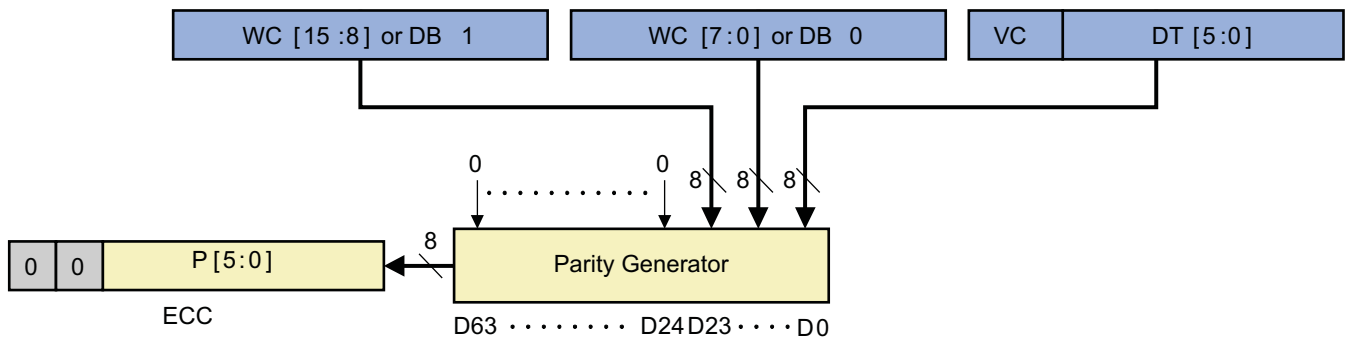 WC [15 :8] or DB 1
WC [7:0] or DB 0
VC
DT [5:0]
0
0
8
8
8
0
0
P[5:0]
8
Parity Generator
ECC
D63 ········ D24 D23 ···· D0